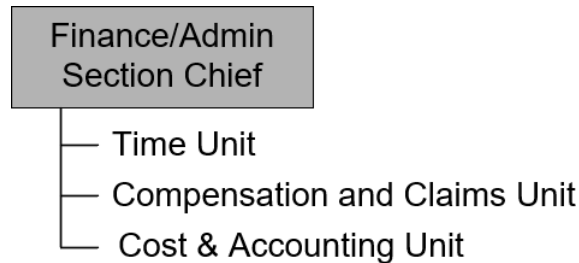 Finance/Admin
Section Chief
Time Unit
Compensation and Claims Unit
Cost & Accounting Unit